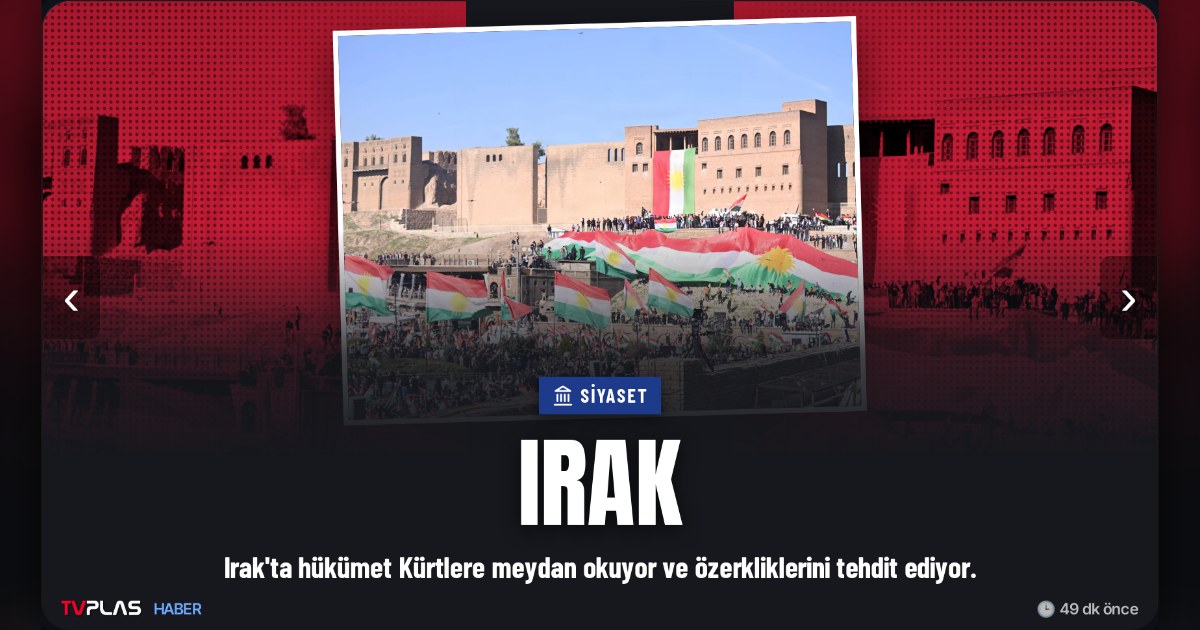 SİYASET
IRAK
Irak'ta hükümet Kürtlere meydan okuyor ve özerkliklerini tehdit ediyor.
TVPLAS HABER
49 dk önce